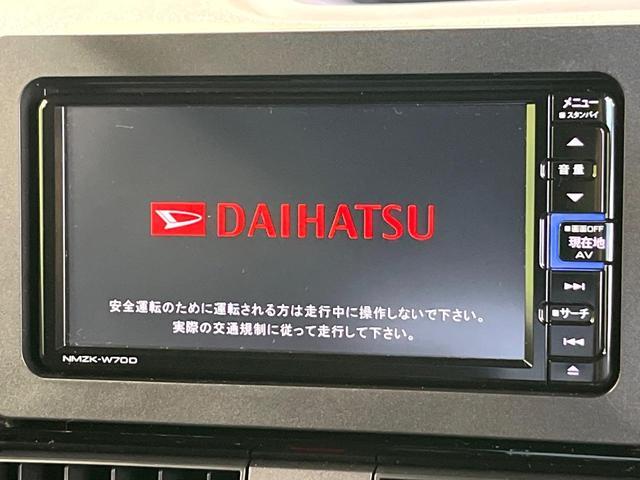 DAIHATSU
安全運転のために運転される方は走行中に操作しないで下さい。
実際の交通規制に従って走行して下さい。
NMZK-W70D
メニュー
スタンバイ
音量
画面OFF
現在地
AV
サーチ